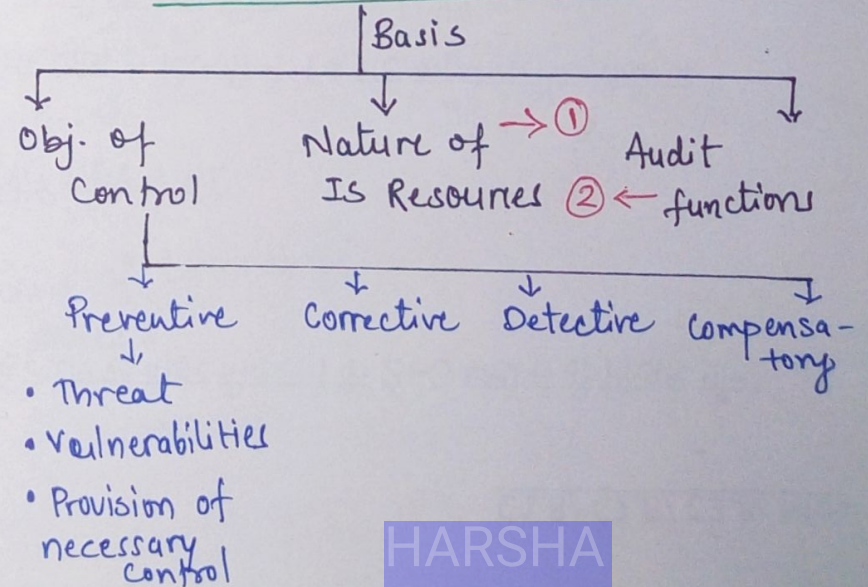 Basis
Obj. of
Control
Nature of → ①
IS Resources
Audit
② ← functions
Preventive
Corrective
Detective
Compensa-
tory
• Threat
• Vulnerabilities
• Provision of
necessary
control
HARSHA